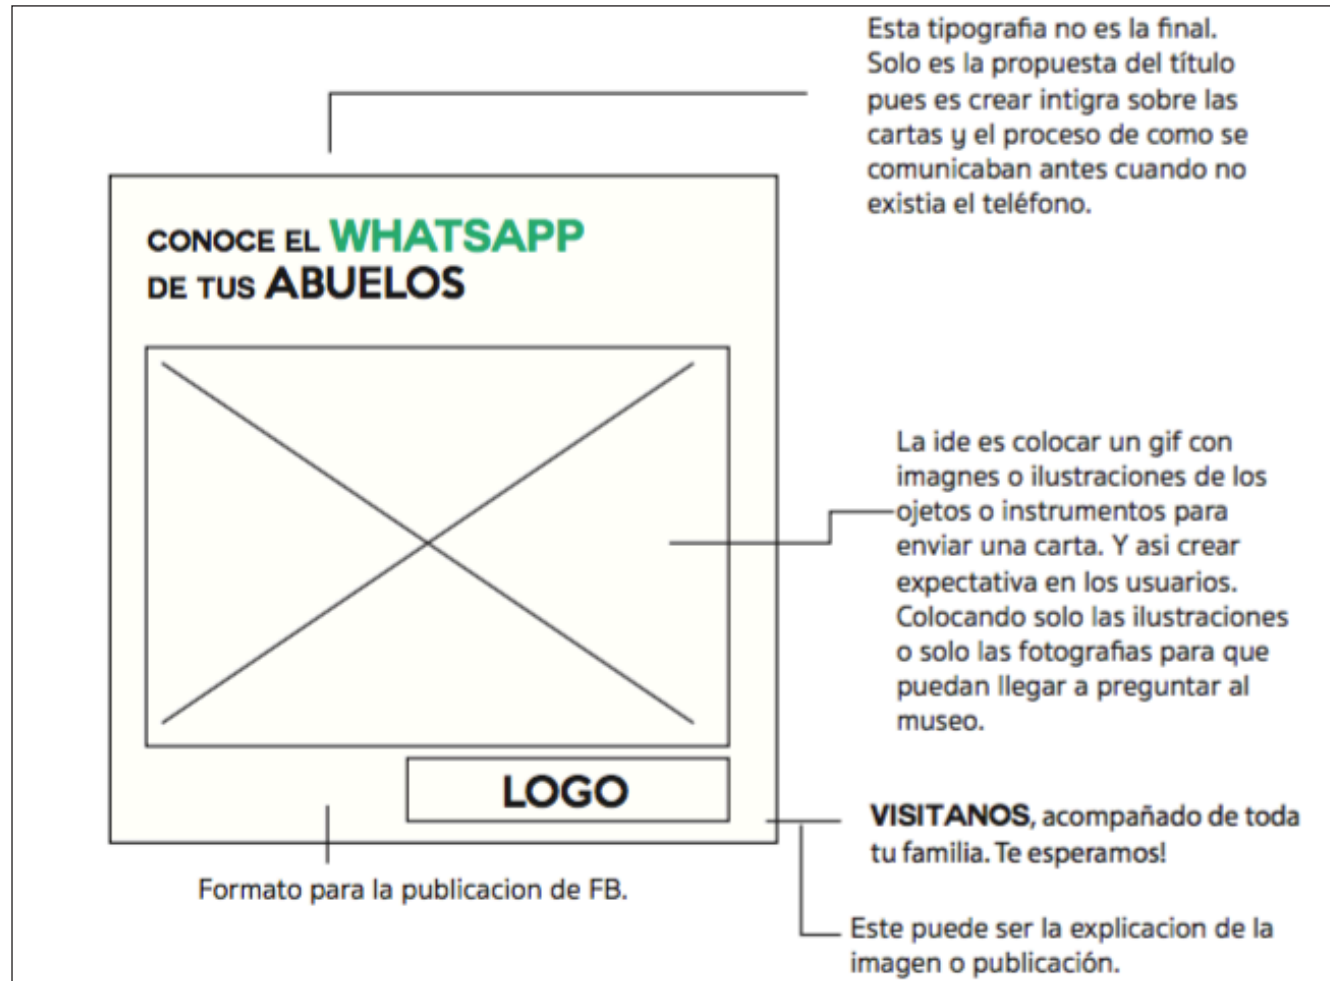 Esta tipografia no es la final.
Solo es la propuesta del título
pues es crear intigra sobre las
cartas y el proceso de como se
comunicaban antes cuando no
existia el teléfono.
CONOCE EL WHATSAPP
DE TUS ABUELOS
La ide es colocar un gif con
imagnes o ilustraciones de los
ojetos o instrumentos para
enviar una carta. Y asi crear
expectativa en los usuarios.
Colocando solo las ilustraciones
o solo las fotografias para que
puedan llegar a preguntar al
museo.
LOGO
VISITANOS, acompañado de toda
tu familia. Te esperamos!
Formato para la publicacion de FB.
Este puede ser la explicacion de la
imagen o publicación.